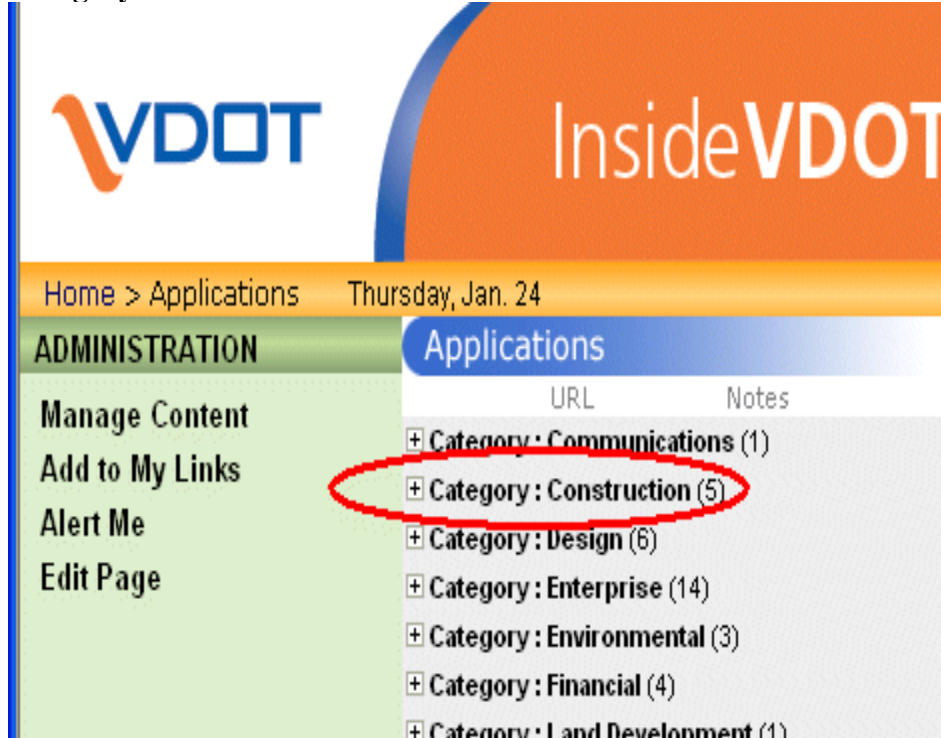 VDOT
InsideVDOT
Home > Applications Thursday, Jan. 24
ADMINISTRATION
Manage Content
Add to My Links
Alert Me
Edit Page
Applications
URL Notes
Category : Communications (1)
Category : Construction (5)
Category : Design (6)
Category : Enterprise (14)
Category : Environmental (3)
Category : Financial (4)
Category : Land Development (1)